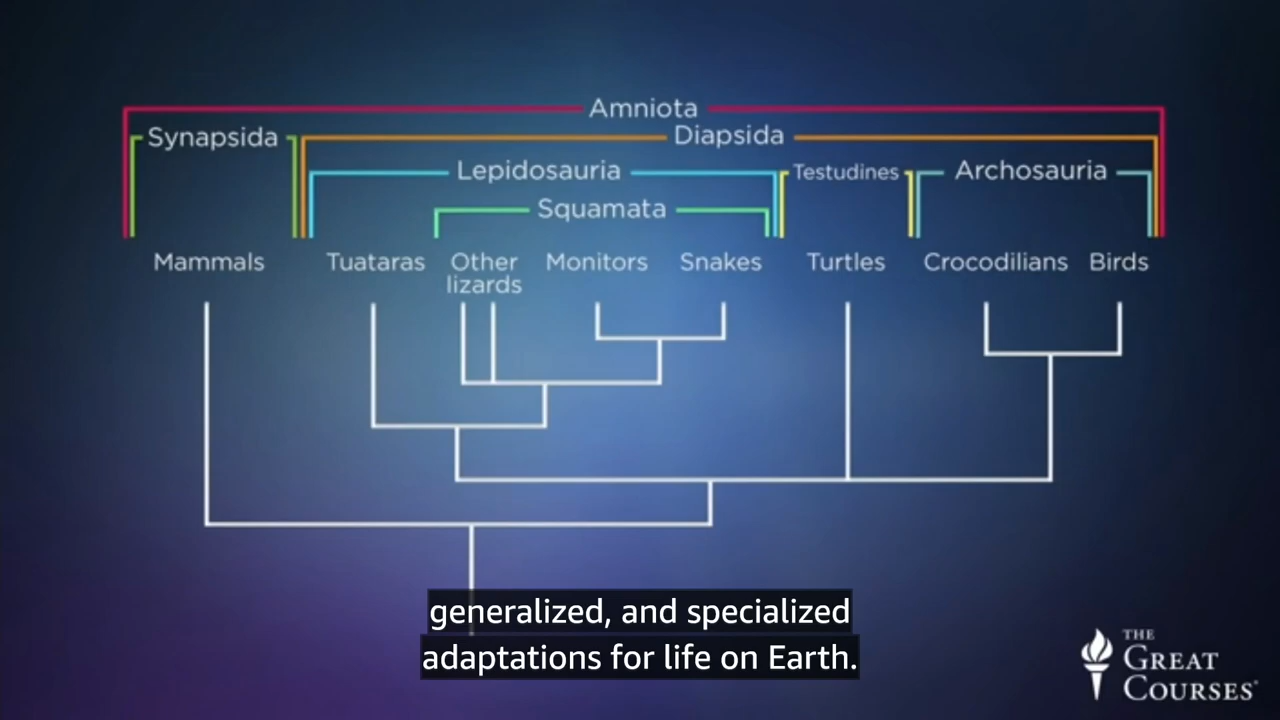 Amniota
Synapsida
Diapsida
Lepidosauria
Testudines
Archosauria
Squamata
Mammals
Tuataras
Other
lizards
Monitors
Snakes
Turtles
Crocodilians
Birds
generalized, and specialized
adaptations for life on Earth.
THE
GREAT
COURSES®